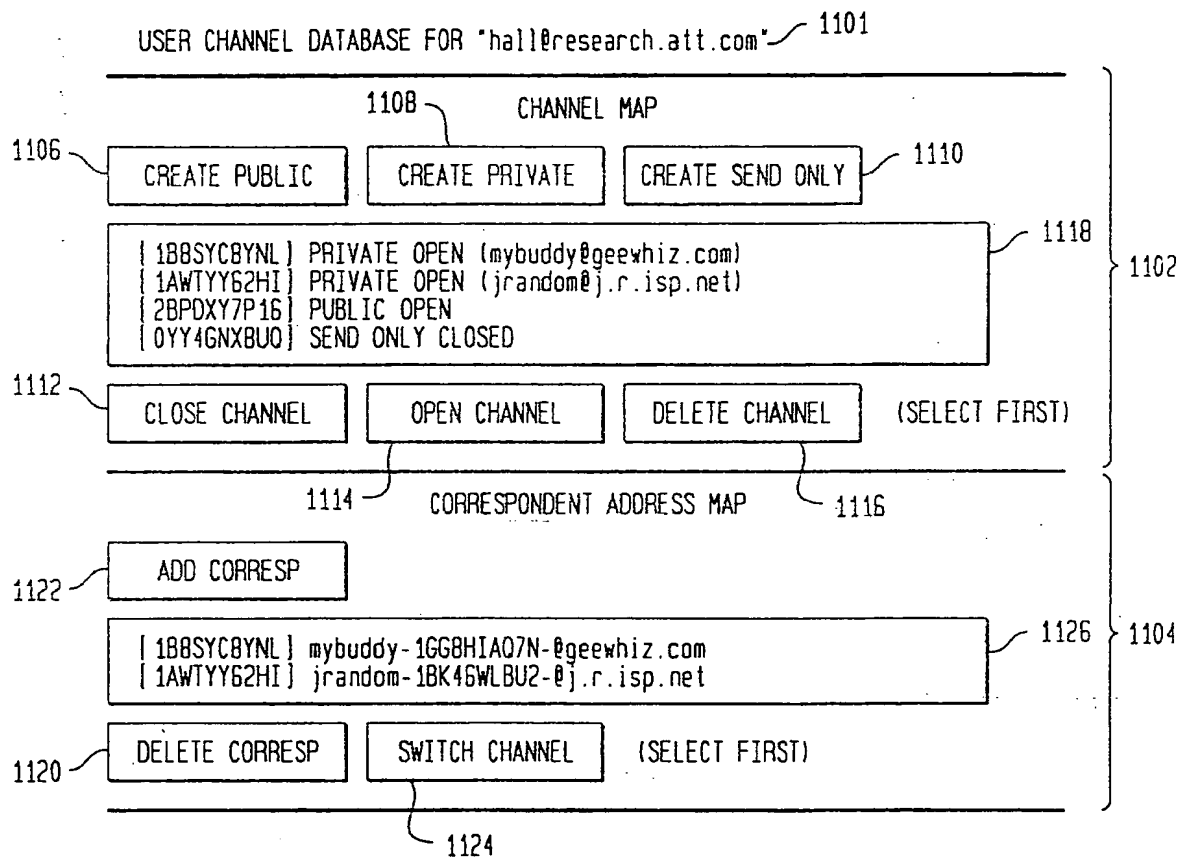 USER CHANNEL DATABASE FOR "hall@research.att.com" 1101
CHANNEL MAP
1108
1106
CREATE PUBLIC CREATE PRIVATE CREATE SEND ONLY 1110
1118
[1B8SYC8YNL] PRIVATE OPEN (mybuddy@geewhiz.com)
[1AWTYY62HI] PRIVATE OPEN (jrandom@j.r.isp.net)
[2BPDXY7P16] PUBLIC OPEN
[0YY4GNXBUO] SEND ONLY CLOSED
1102
1112
CLOSE CHANNEL OPEN CHANNEL DELETE CHANNEL (SELECT FIRST)
1114 CORRESPONDENT ADDRESS MAP 1116
ADD CORRESP
1122
[1B8SYC8YNL] mybuddy-1GG8HIAQ7N-@geewhiz.com
[1AWTYY62HI] jrandom-1BK46WLBU2-@j.r.isp.net
1126
1104
DELETE CORRESP SWITCH CHANNEL (SELECT FIRST)
1120
1124